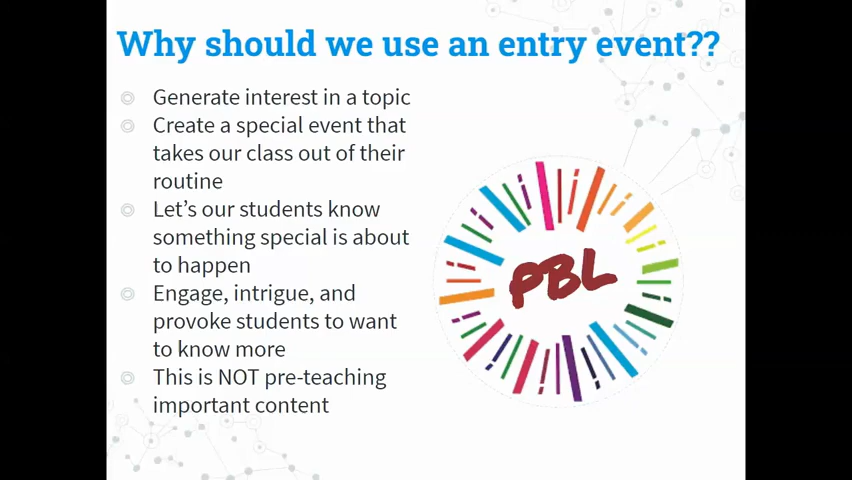 Why should we use an entry event??
Generate interest in a topic
Create a special event that
takes our class out of their
routine
Let's our students know
something special is about
to happen
Engage, intrigue, and
provoke students to want
to know more
This is NOT pre-teaching
important content
PBL